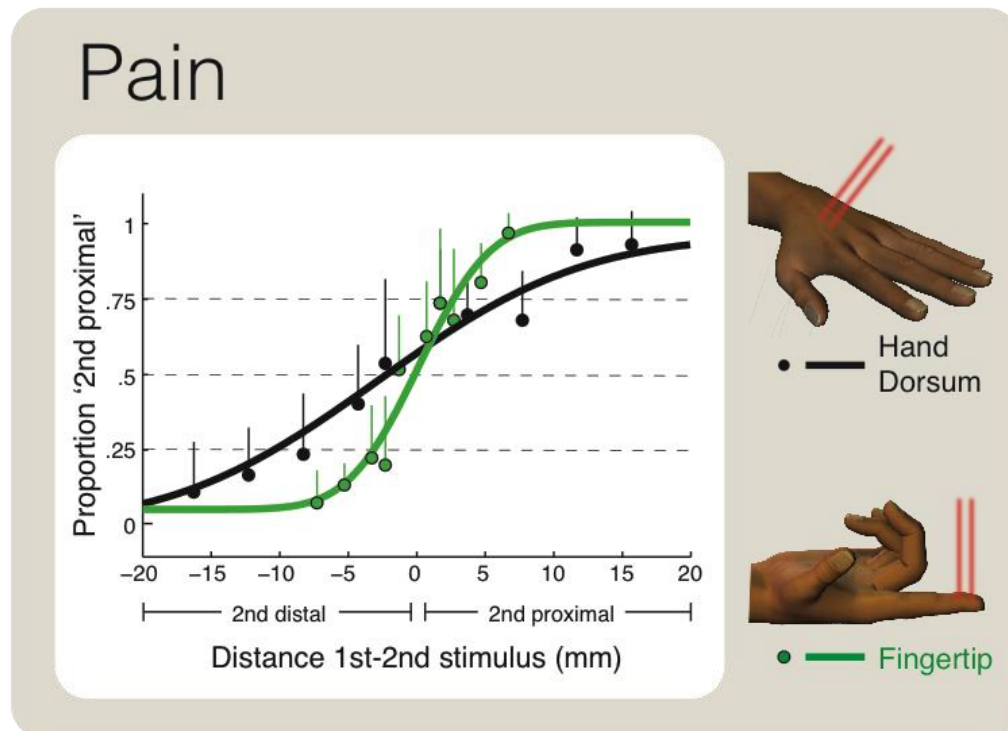 Pain
Proportion ‘2nd proximal’
1
.75
.5
.25
0
−20 −15 −10 −5 0 5 10 15 20
2nd distal 2nd proximal
Distance 1st-2nd stimulus (mm)
Hand
Dorsum
Fingertip